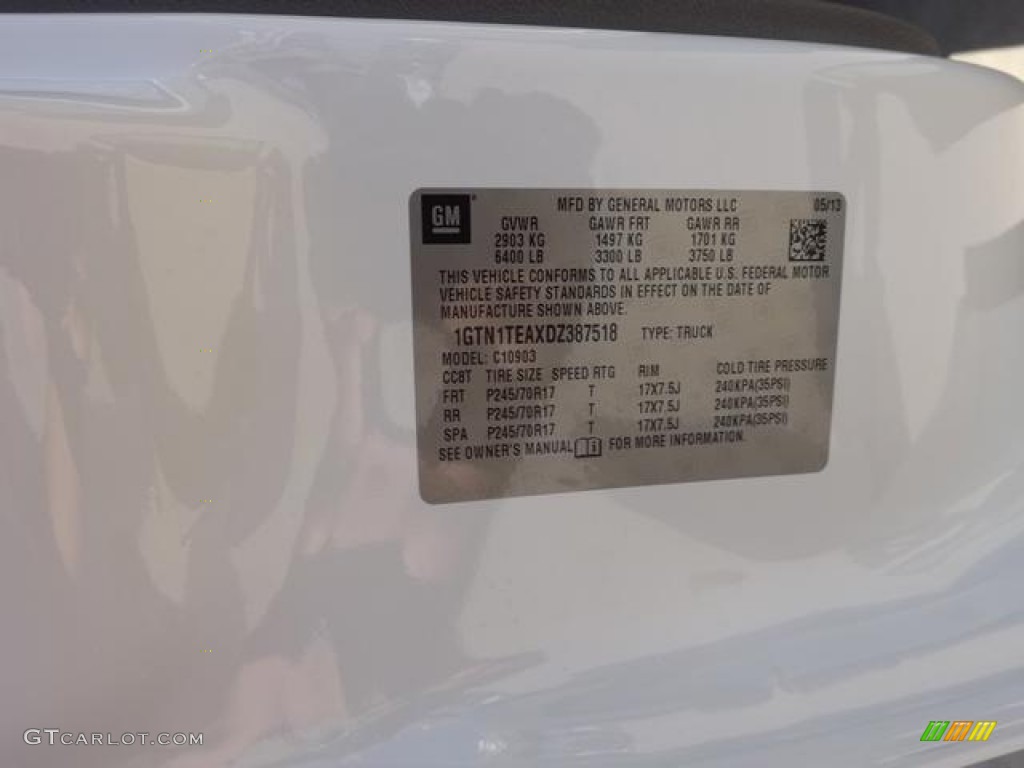 GM MFD BY GENERAL MOTORS LLC 05/13
GVWR GAWR FRT GAWR RR
2903 KG 1497 KG 1701 KG
6400 LB 3300 LB 3750 LB
THIS VEHICLE CONFORMS TO ALL APPLICABLE U.S. FEDERAL MOTOR
VEHICLE SAFETY STANDARDS IN EFFECT ON THE DATE OF
MANUFACTURE SHOWN ABOVE.
1GTN1TEAXDZ387518 TYPE: TRUCK
MODEL: C10903
CC8T TIRE SIZE SPEED RTG RIM COLD TIRE PRESSURE
FRT P245/70R17 T 17X7.5J 240KPA(35PSI)
RR P245/70R17 T 17X7.5J 240KPA(35PSI)
SPA P245/70R17 T 17X7.5J 240KPA(35PSI)
SEE OWNER'S MANUAL FOR MORE INFORMATION.
GTCARLOT.COM